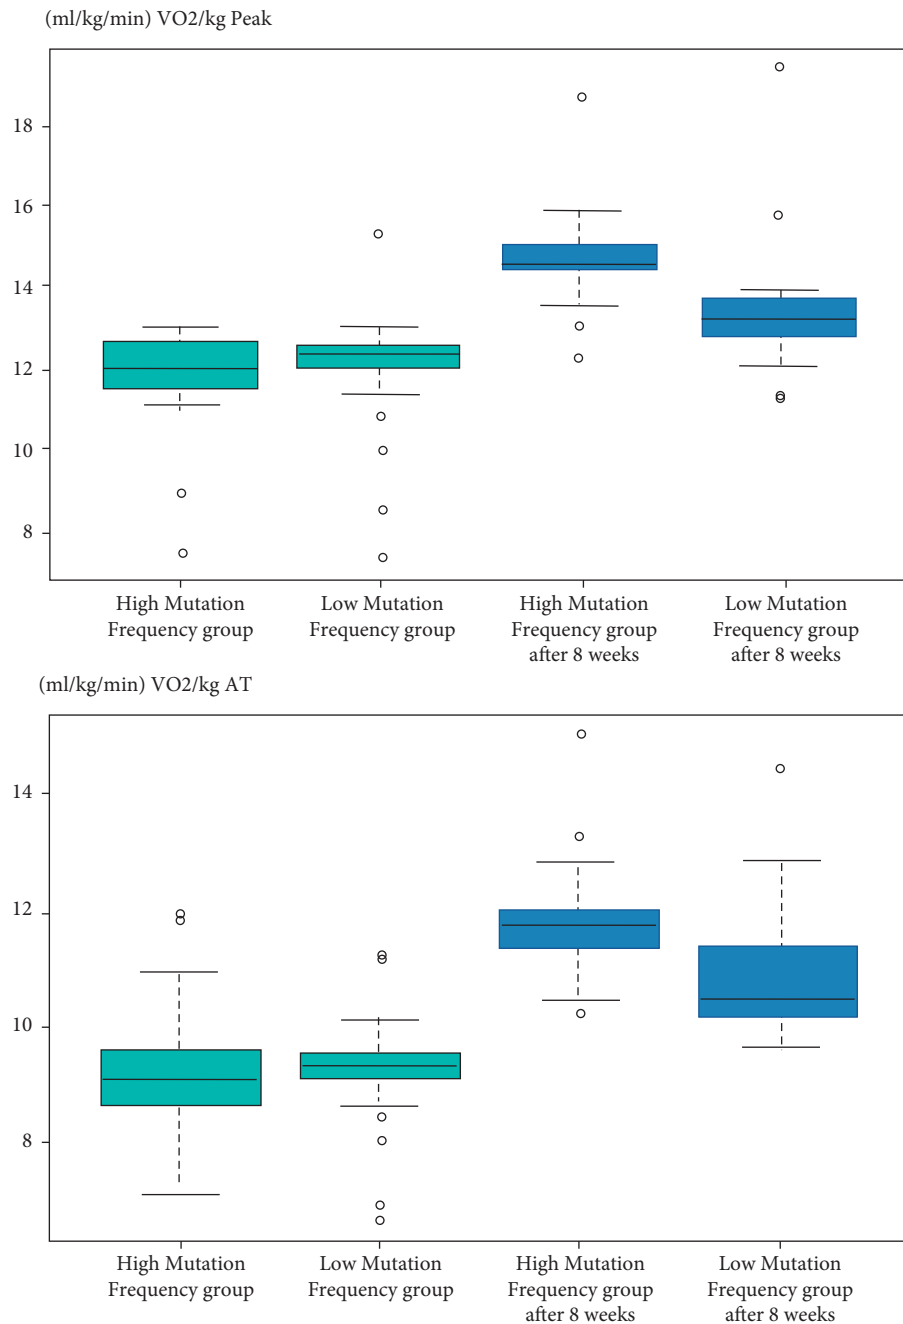 (ml/kg/min) VO2/kg Peak
18
16
14
12
10
8
High Mutation
Frequency group
Low Mutation
Frequency group
High Mutation
Frequency group
after 8 weeks
Low Mutation
Frequency group
after 8 weeks
(ml/kg/min) VO2/kg AT
14
12
10
8
High Mutation
Frequency group
Low Mutation
Frequency group
High Mutation
Frequency group
after 8 weeks
Low Mutation
Frequency group
after 8 weeks